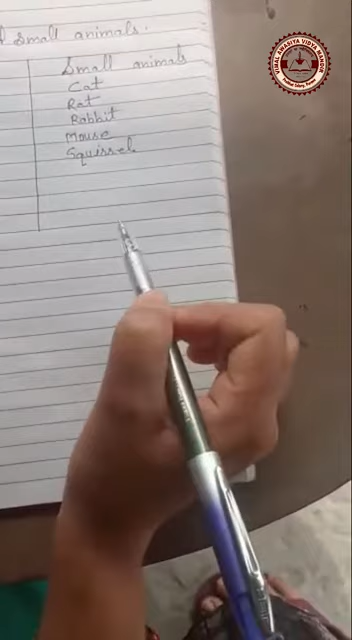 small animals.
Small animals
Cat
Rat
Rabbit
Mouse
Squirrel